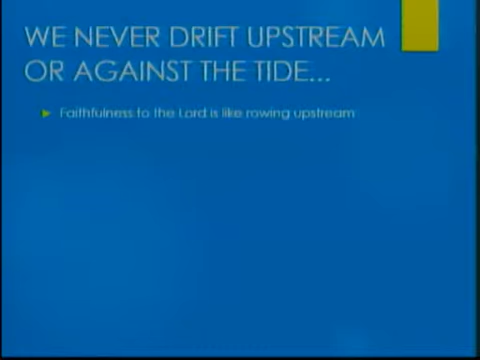 WE NEVER DRIFT UPSTREAM
OR AGAINST THE TIDE...
Faithfulness to the Lord is like rowing upstream